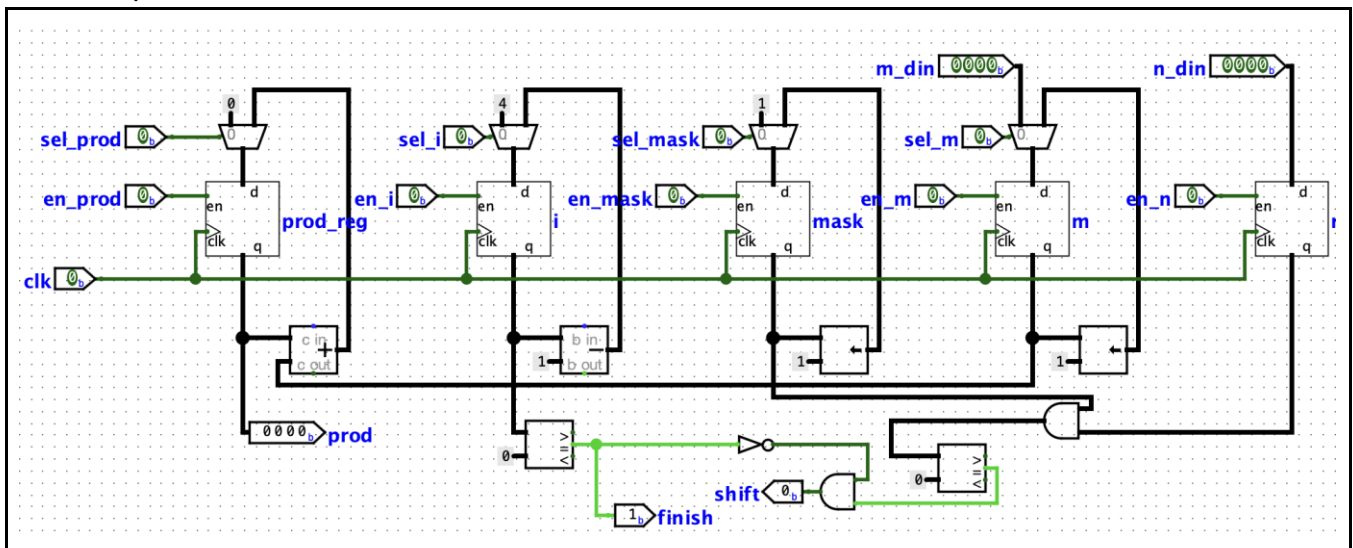 m_din 0000b n_din 0000b
0 4 1
sel_prod 0b 0 sel_i 0b 0 sel_mask 0b 0 sel_m 0b 0
en_prod 0b en d clk q prod_reg en_i 0b en d clk q i en_mask 0b en d clk q mask en_m 0b en d clk q m en_n 0b en d clk q
clk 0b
c in + c out b in − b out 1 ← 1 ← 1
0000b prod
0 > = < 0 > = <
shift 0b
1b finish